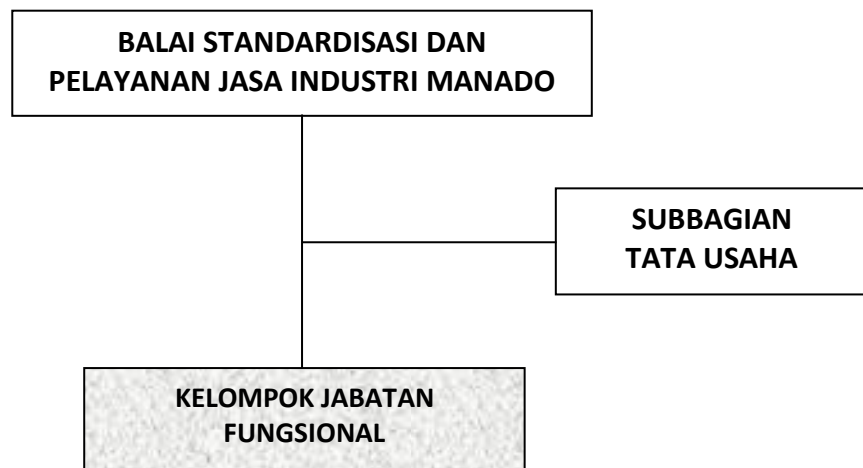 BALAI STANDARDISASI DAN
PELAYANAN JASA INDUSTRI MANADO
SUBBAGIAN
TATA USAHA
KELOMPOK JABATAN
FUNGSIONAL